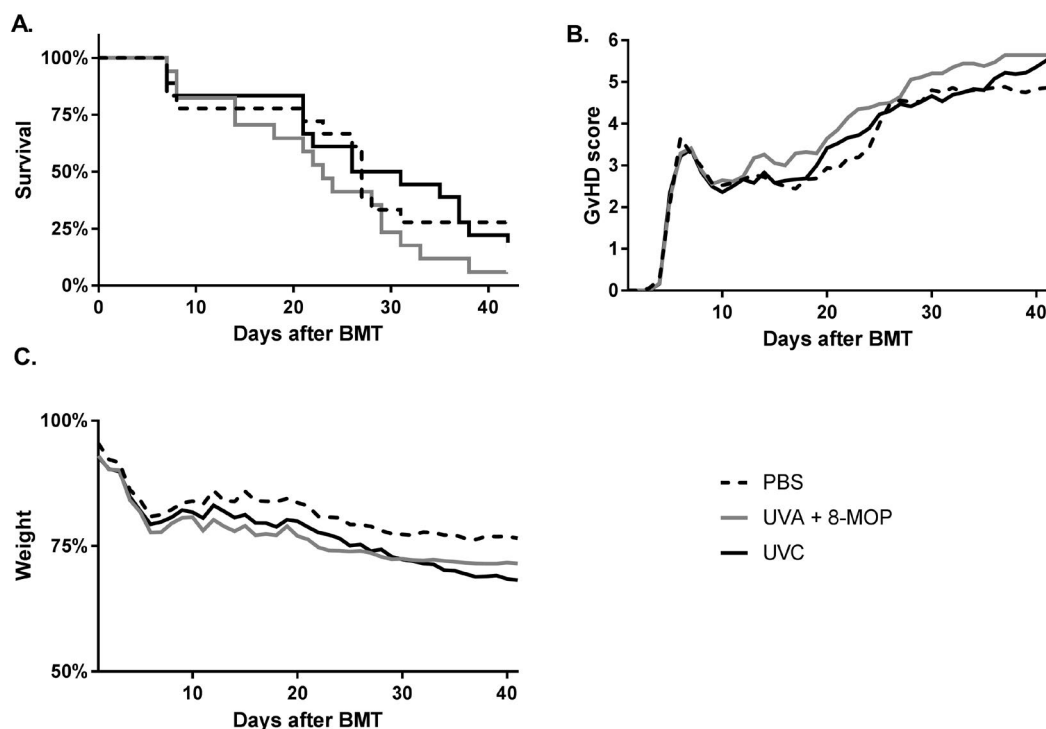 A.
100%
75%
50%
25%
0%
Survival
0
10
20
30
40
Days after BMT
B.
6
5
4
3
2
1
0
GvHD score
10
20
30
40
Days after BMT
C.
100%
75%
50%
Weight
10
20
30
40
Days after BMT
PBS
UVA + 8-MOP
UVC